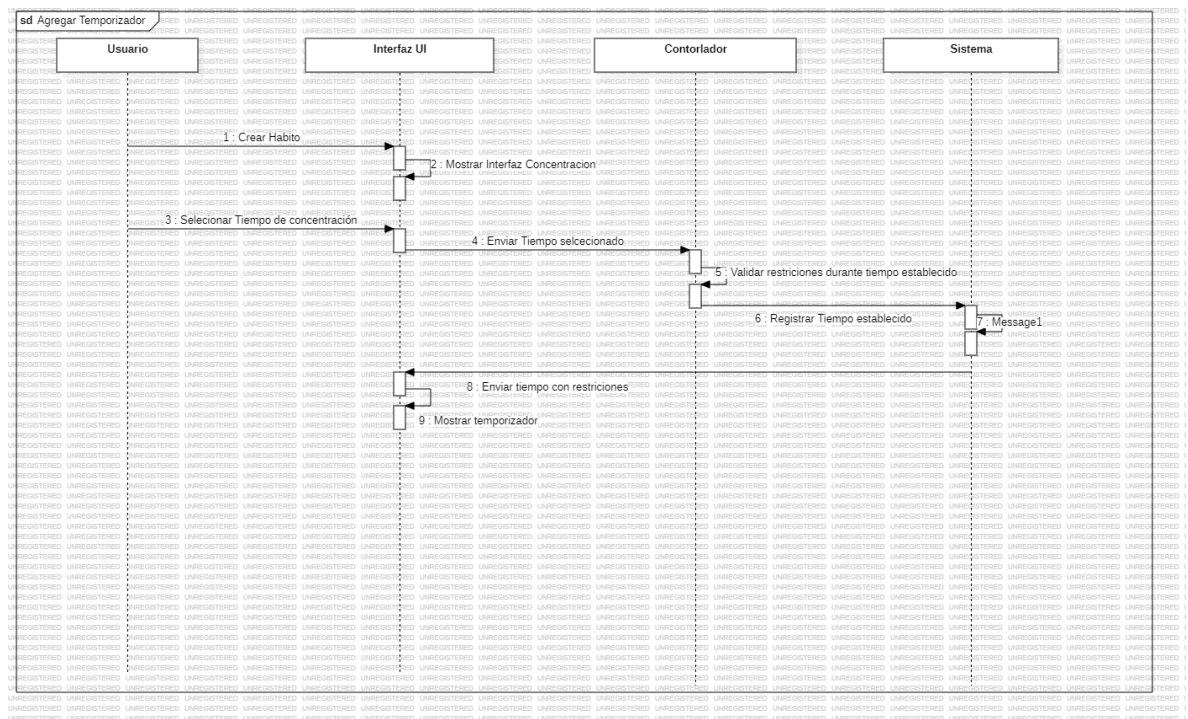 sd Agregar Temporizador
Usuario
Interfaz UI
Contorlador
Sistema
1 : Crear Habito
2 : Mostrar Interfaz Concentracion
3 : Selecionar Tiempo de concentración
4 : Enviar Tiempo selcecionado
5 : Validar restriciones durante tiempo establecido
6 : Registrar Tiempo establecido
7 : Message1
8 : Enviar tiempo con restriciones
9 : Mostrar temporizador
UNREGISTERED